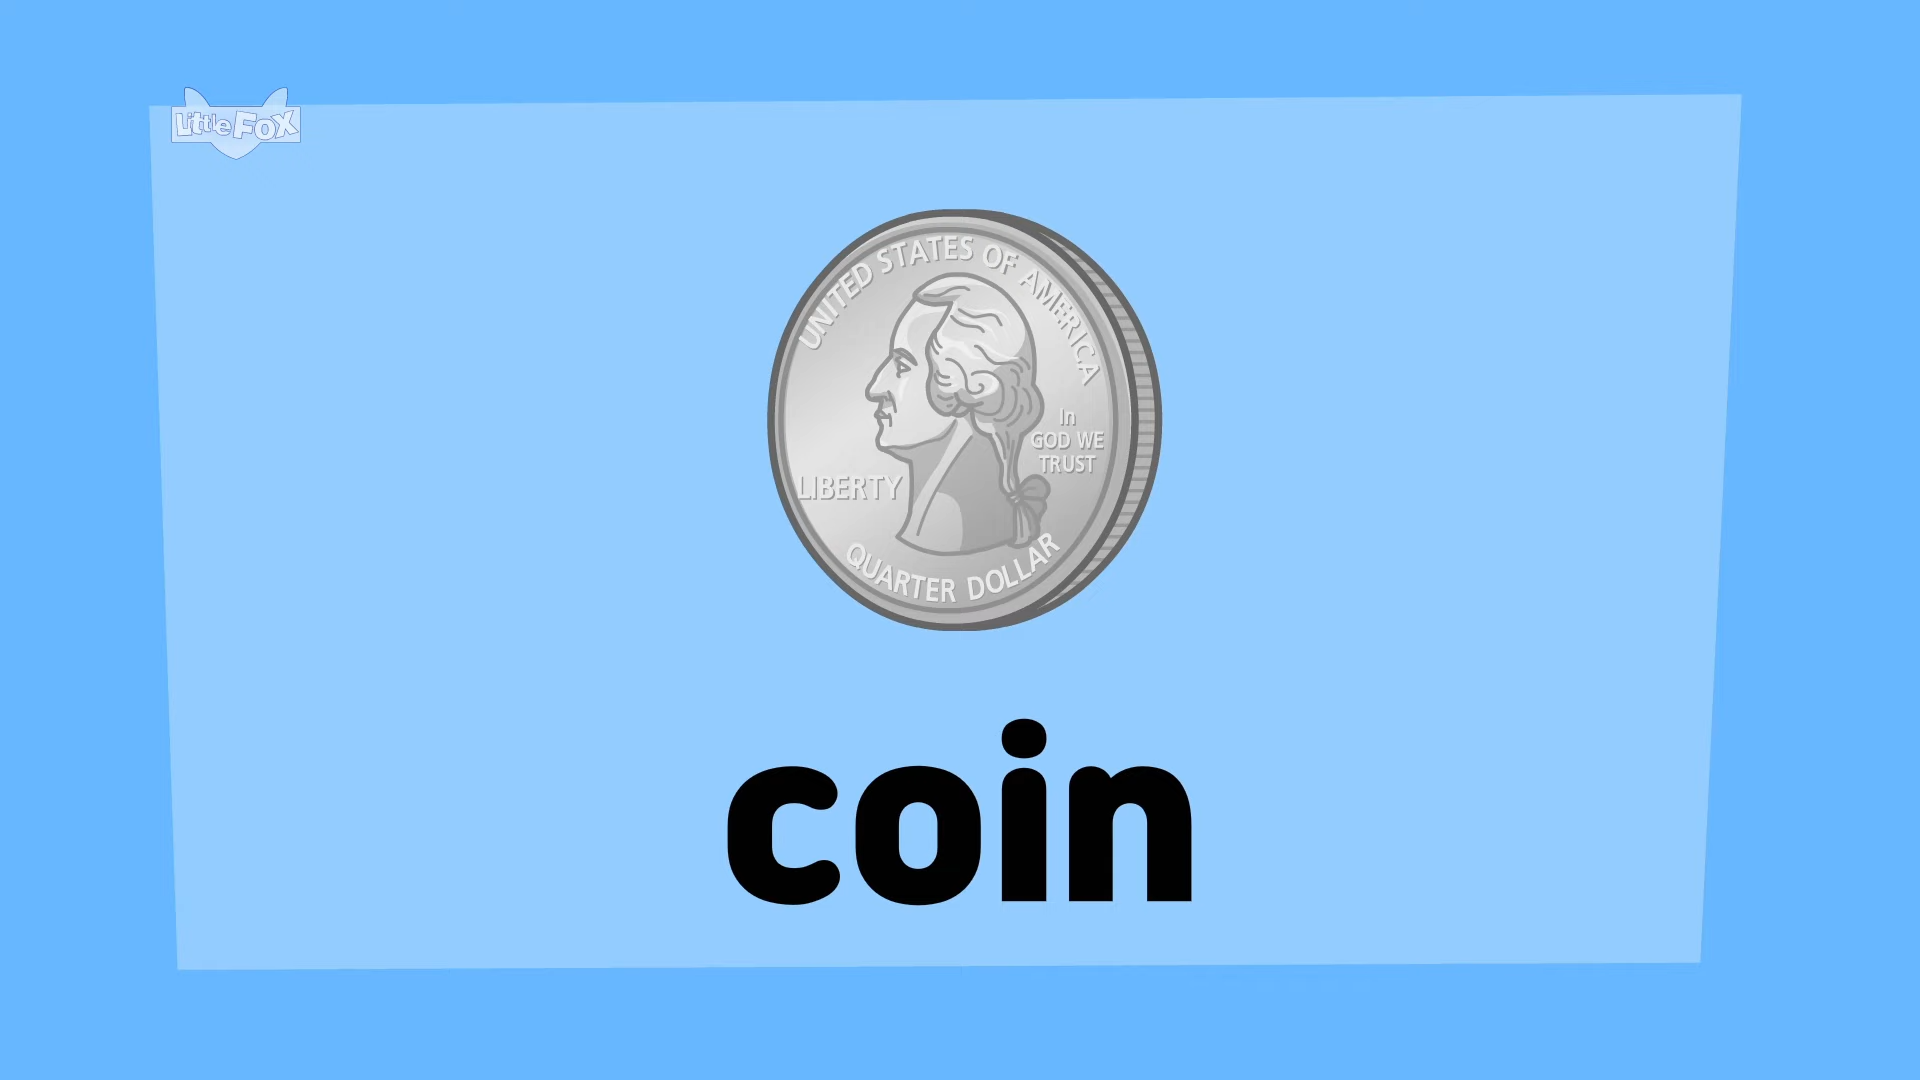 Little Fox
UNITED STATES OF AMERICA
In
GOD WE
TRUST
LIBERTY
QUARTER DOLLAR
coin